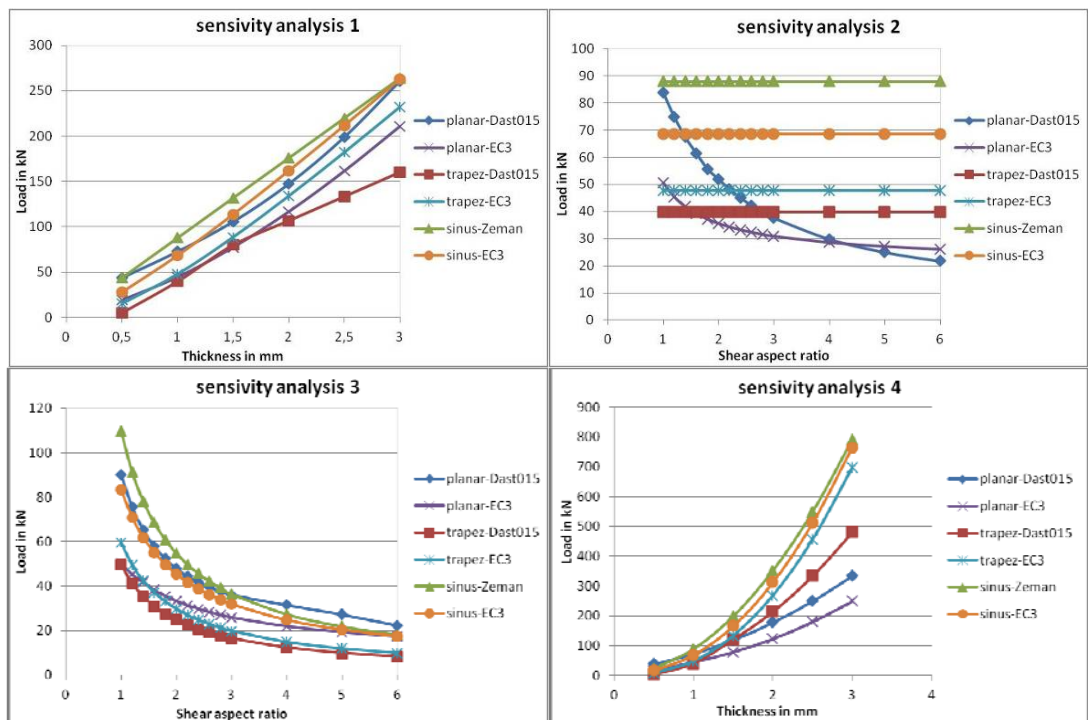 sensivity analysis 1
300
250
200
150
100
50
0
Load in kN
0 0,5 1 1,5 2 2,5 3
Thickness in mm
planar-Dast015
planar-EC3
trapez-Dast015
trapez-EC3
sinus-Zeman
sinus-EC3
sensivity analysis 2
100
90
80
70
60
50
40
30
20
10
0
Load in kN
0 1 2 3 4 5 6
Shear aspect ratio
planar-Dast015
planar-EC3
trapez-Dast015
trapez-EC3
sinus-Zeman
sinus-EC3
sensivity analysis 3
120
100
80
60
40
20
0
Load in kN
0 1 2 3 4 5 6
Shear aspect ratio
planar-Dast015
planar-EC3
trapez-Dast015
trapez-EC3
sinus-Zeman
sinus-EC3
sensivity analysis 4
900
800
700
600
500
400
300
200
100
0
Load in kN
0 1 2 3 4
Thickness in mm
planar-Dast015
planar-EC3
trapez-Dast015
trapez-EC3
sinus-Zeman
sinus-EC3